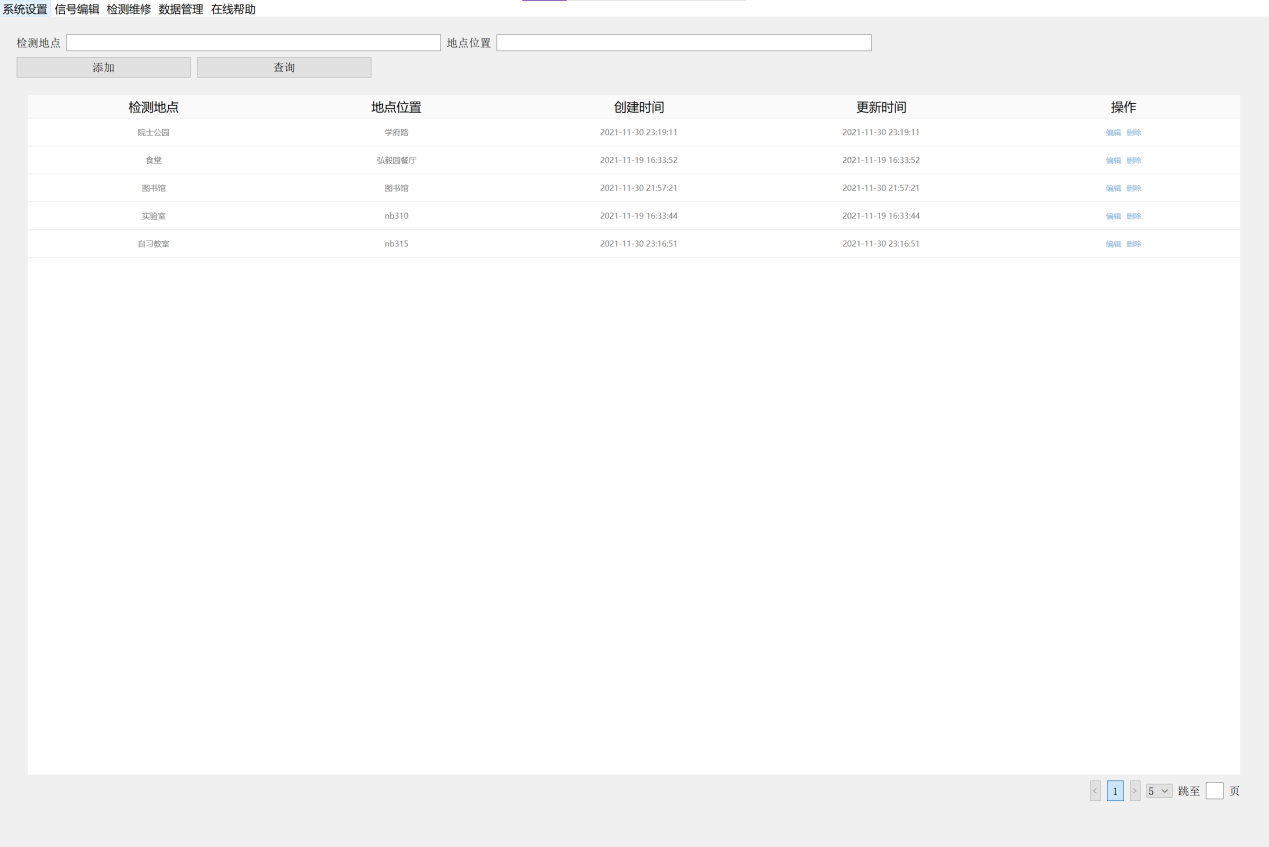 系统设置 信号编辑 检测维修 数据管理 在线帮助
检测地点 地点位置
添加 查询
检测地点 地点位置 创建时间 更新时间 操作
院士公园 学府路 2021-11-30 23:19:11 2021-11-30 23:19:11 编辑 删除
食堂 弘毅园餐厅 2021-11-19 16:33:52 2021-11-19 16:33:52 编辑 删除
图书馆 图书馆 2021-11-30 21:57:21 2021-11-30 21:57:21 编辑 删除
实验室 nb310 2021-11-19 16:33:44 2021-11-19 16:33:44 编辑 删除
自习教室 nb315 2021-11-30 23:16:51 2021-11-30 23:16:51 编辑 删除
< 1 > 5 跳至 页